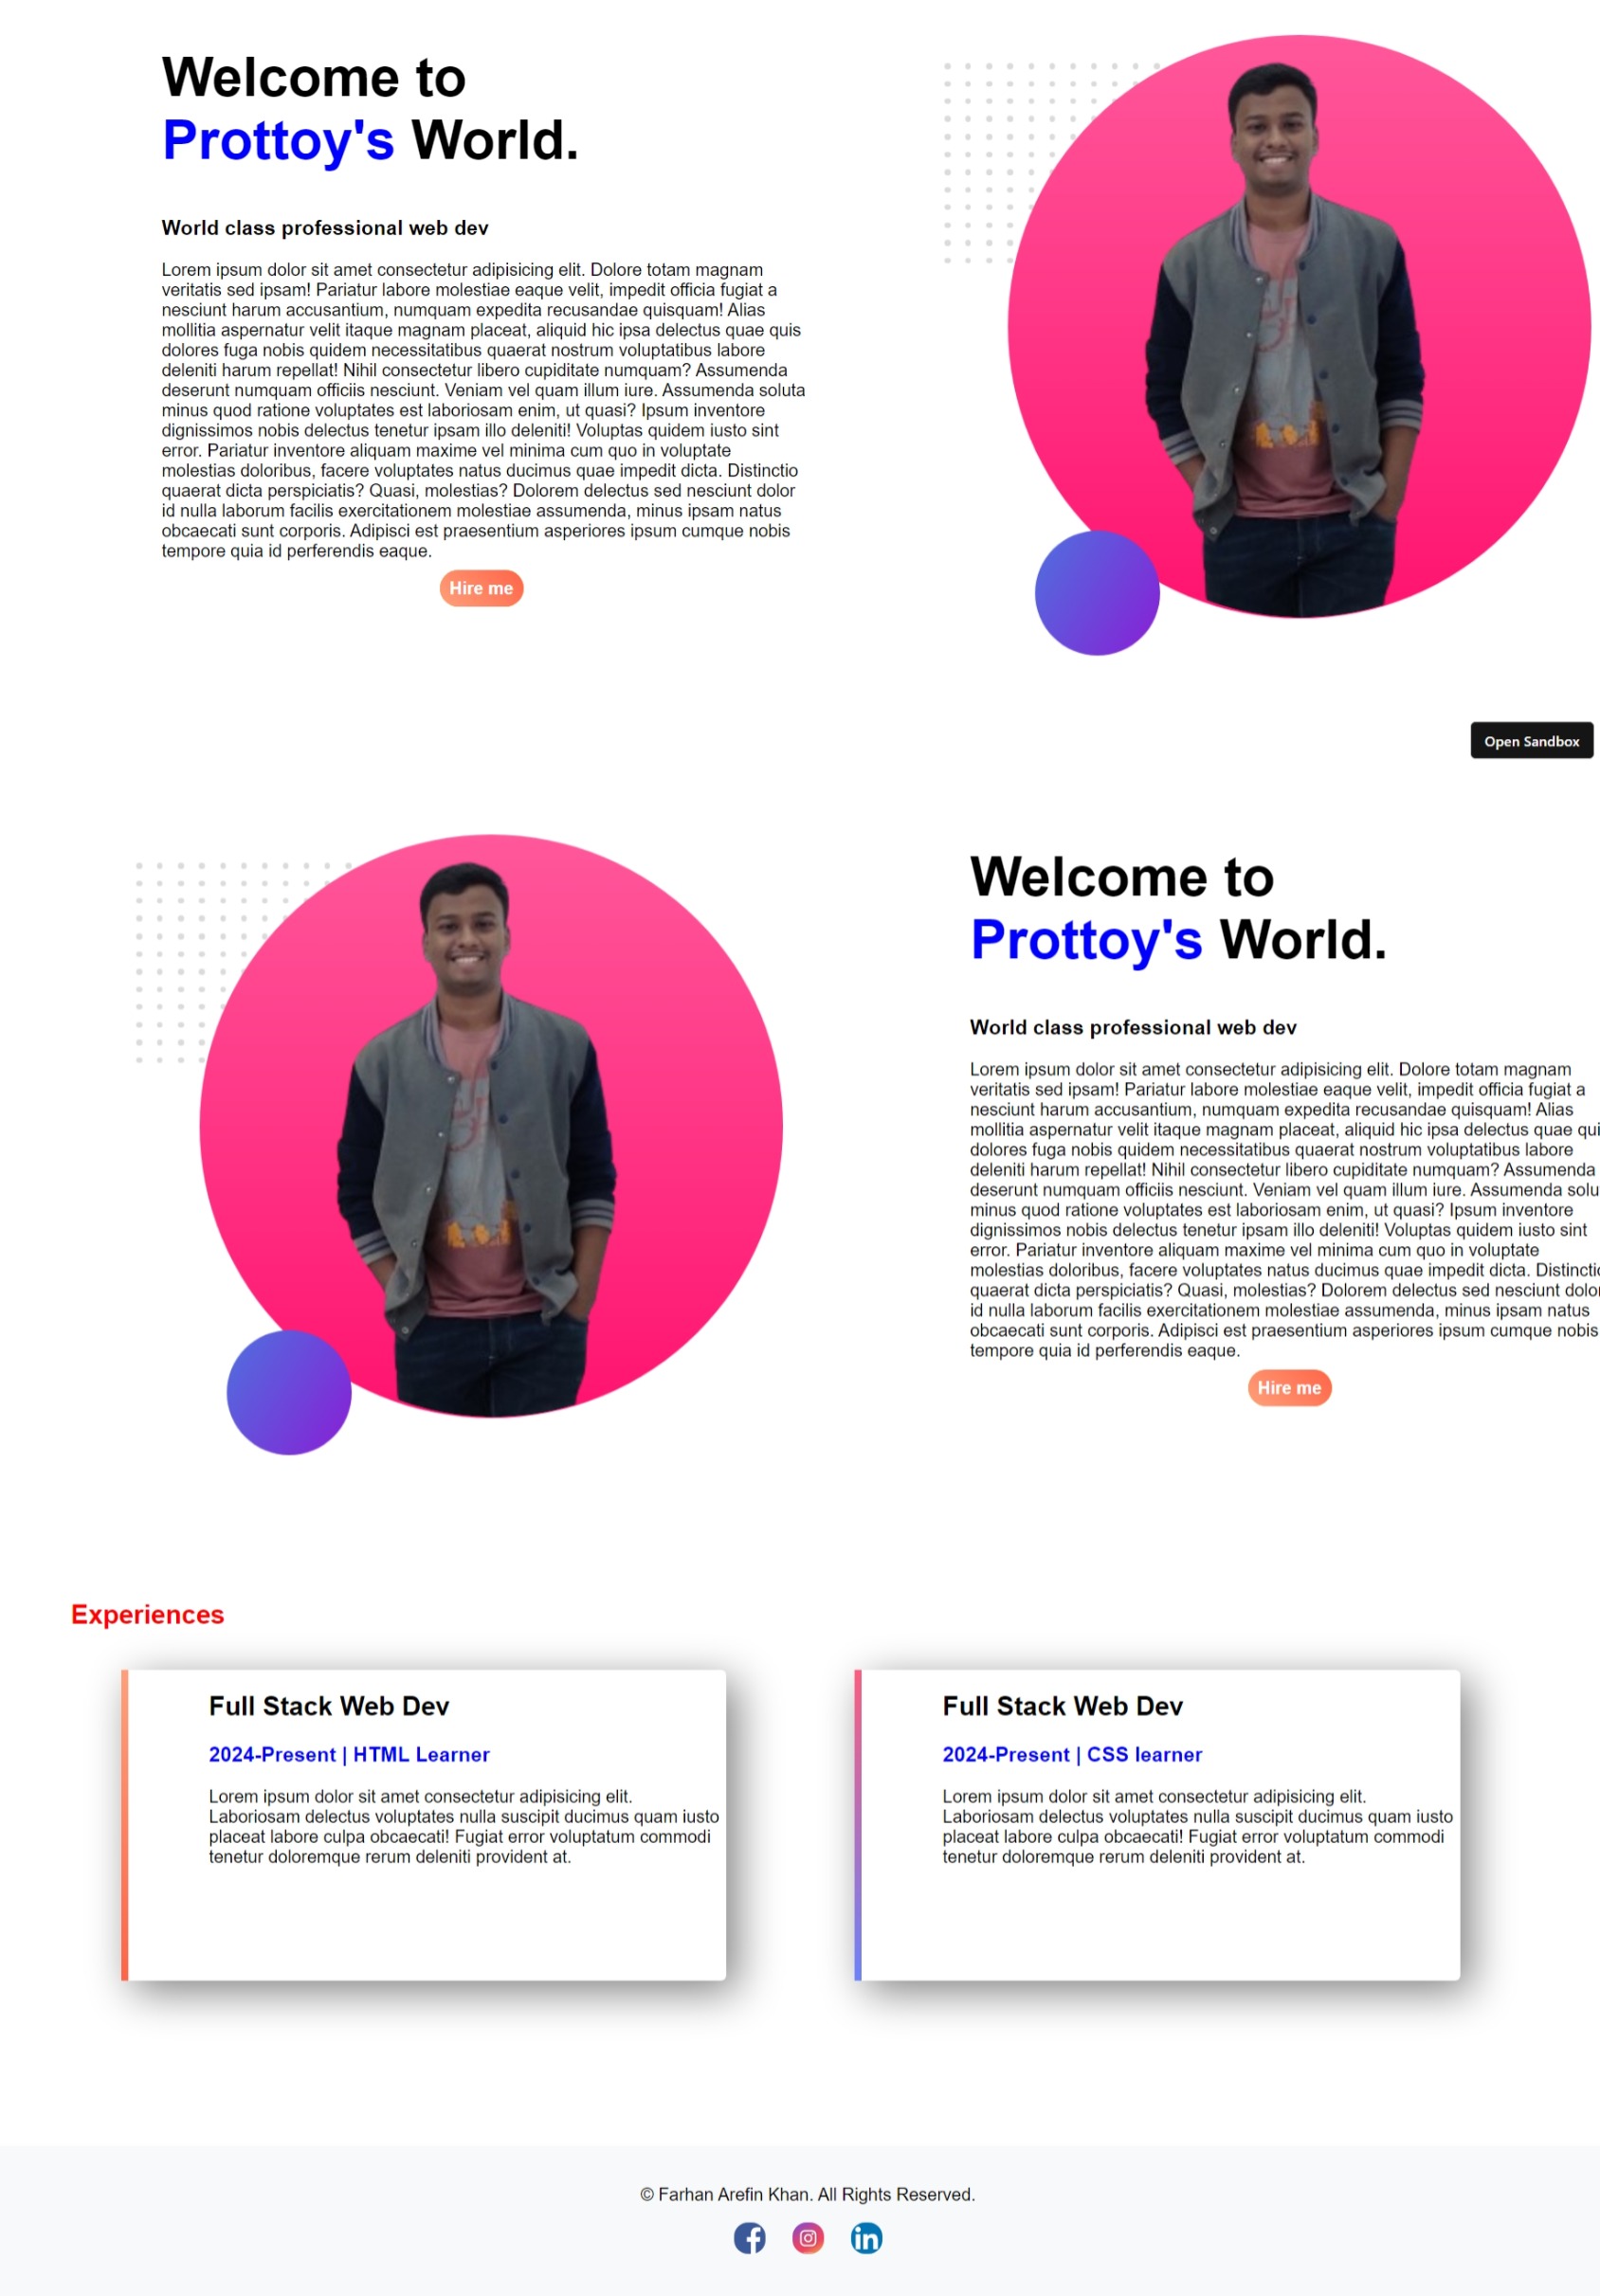 Welcome to
Prottoy's World.
World class professional web dev
Lorem ipsum dolor sit amet consectetur adipisicing elit. Dolore totam magnam
veritatis sed ipsam! Pariatur labore molestiae eaque velit, impedit officia fugiat a
nesciunt harum accusantium, numquam expedita recusandae quisquam! Alias
mollitia aspernatur velit itaque magnam placeat, aliquid hic ipsa delectus quae quis
dolores fuga nobis quidem necessitatibus quaerat nostrum voluptatibus labore
deleniti harum repellat! Nihil consectetur libero cupiditate numquam? Assumenda
deserunt numquam officiis nesciunt. Veniam vel quam illum iure. Assumenda soluta
minus quod ratione voluptates est laboriosam enim, ut quasi? Ipsum inventore
dignissimos nobis delectus tenetur ipsam illo deleniti! Voluptas quidem iusto sint
error. Pariatur inventore aliquam maxime vel minima cum quo in voluptate
molestias doloribus, facere voluptates natus ducimus quae impedit dicta. Distinctio
quaerat dicta perspiciatis? Quasi, molestias? Dolorem delectus sed nesciunt dolor
id nulla laborum facilis exercitationem molestiae assumenda, minus ipsam natus
obcaecati sunt corporis. Adipisci est praesentium asperiores ipsum cumque nobis
tempore quia id perferendis eaque.
Hire me
Open Sandbox
Welcome to
Prottoy's World.
World class professional web dev
Lorem ipsum dolor sit amet consectetur adipisicing elit. Dolore totam magnam
veritatis sed ipsam! Pariatur labore molestiae eaque velit, impedit officia fugiat a
nesciunt harum accusantium, numquam expedita recusandae quisquam! Alias
mollitia aspernatur velit itaque magnam placeat, aliquid hic ipsa delectus quae qui
dolores fuga nobis quidem necessitatibus quaerat nostrum voluptatibus labore
deleniti harum repellat! Nihil consectetur libero cupiditate numquam? Assumenda
deserunt numquam officiis nesciunt. Veniam vel quam illum iure. Assumenda solu
minus quod ratione voluptates est laboriosam enim, ut quasi? Ipsum inventore
dignissimos nobis delectus tenetur ipsam illo deleniti! Voluptas quidem iusto sint
error. Pariatur inventore aliquam maxime vel minima cum quo in voluptate
molestias doloribus, facere voluptates natus ducimus quae impedit dicta. Distincti
quaerat dicta perspiciatis? Quasi, molestias? Dolorem delectus sed nesciunt dolor
id nulla laborum facilis exercitationem molestiae assumenda, minus ipsam natus
obcaecati sunt corporis. Adipisci est praesentium asperiores ipsum cumque nobis
tempore quia id perferendis eaque.
Hire me
Experiences
Full Stack Web Dev
2024-Present | HTML Learner
Lorem ipsum dolor sit amet consectetur adipisicing elit.
Laboriosam delectus voluptates nulla suscipit ducimus quam iusto
placeat labore culpa obcaecati! Fugiat error voluptatum commodi
tenetur doloremque rerum deleniti provident at.
Full Stack Web Dev
2024-Present | CSS learner
Lorem ipsum dolor sit amet consectetur adipisicing elit.
Laboriosam delectus voluptates nulla suscipit ducimus quam iusto
placeat labore culpa obcaecati! Fugiat error voluptatum commodi
tenetur doloremque rerum deleniti provident at.
© Farhan Arefin Khan. All Rights Reserved.